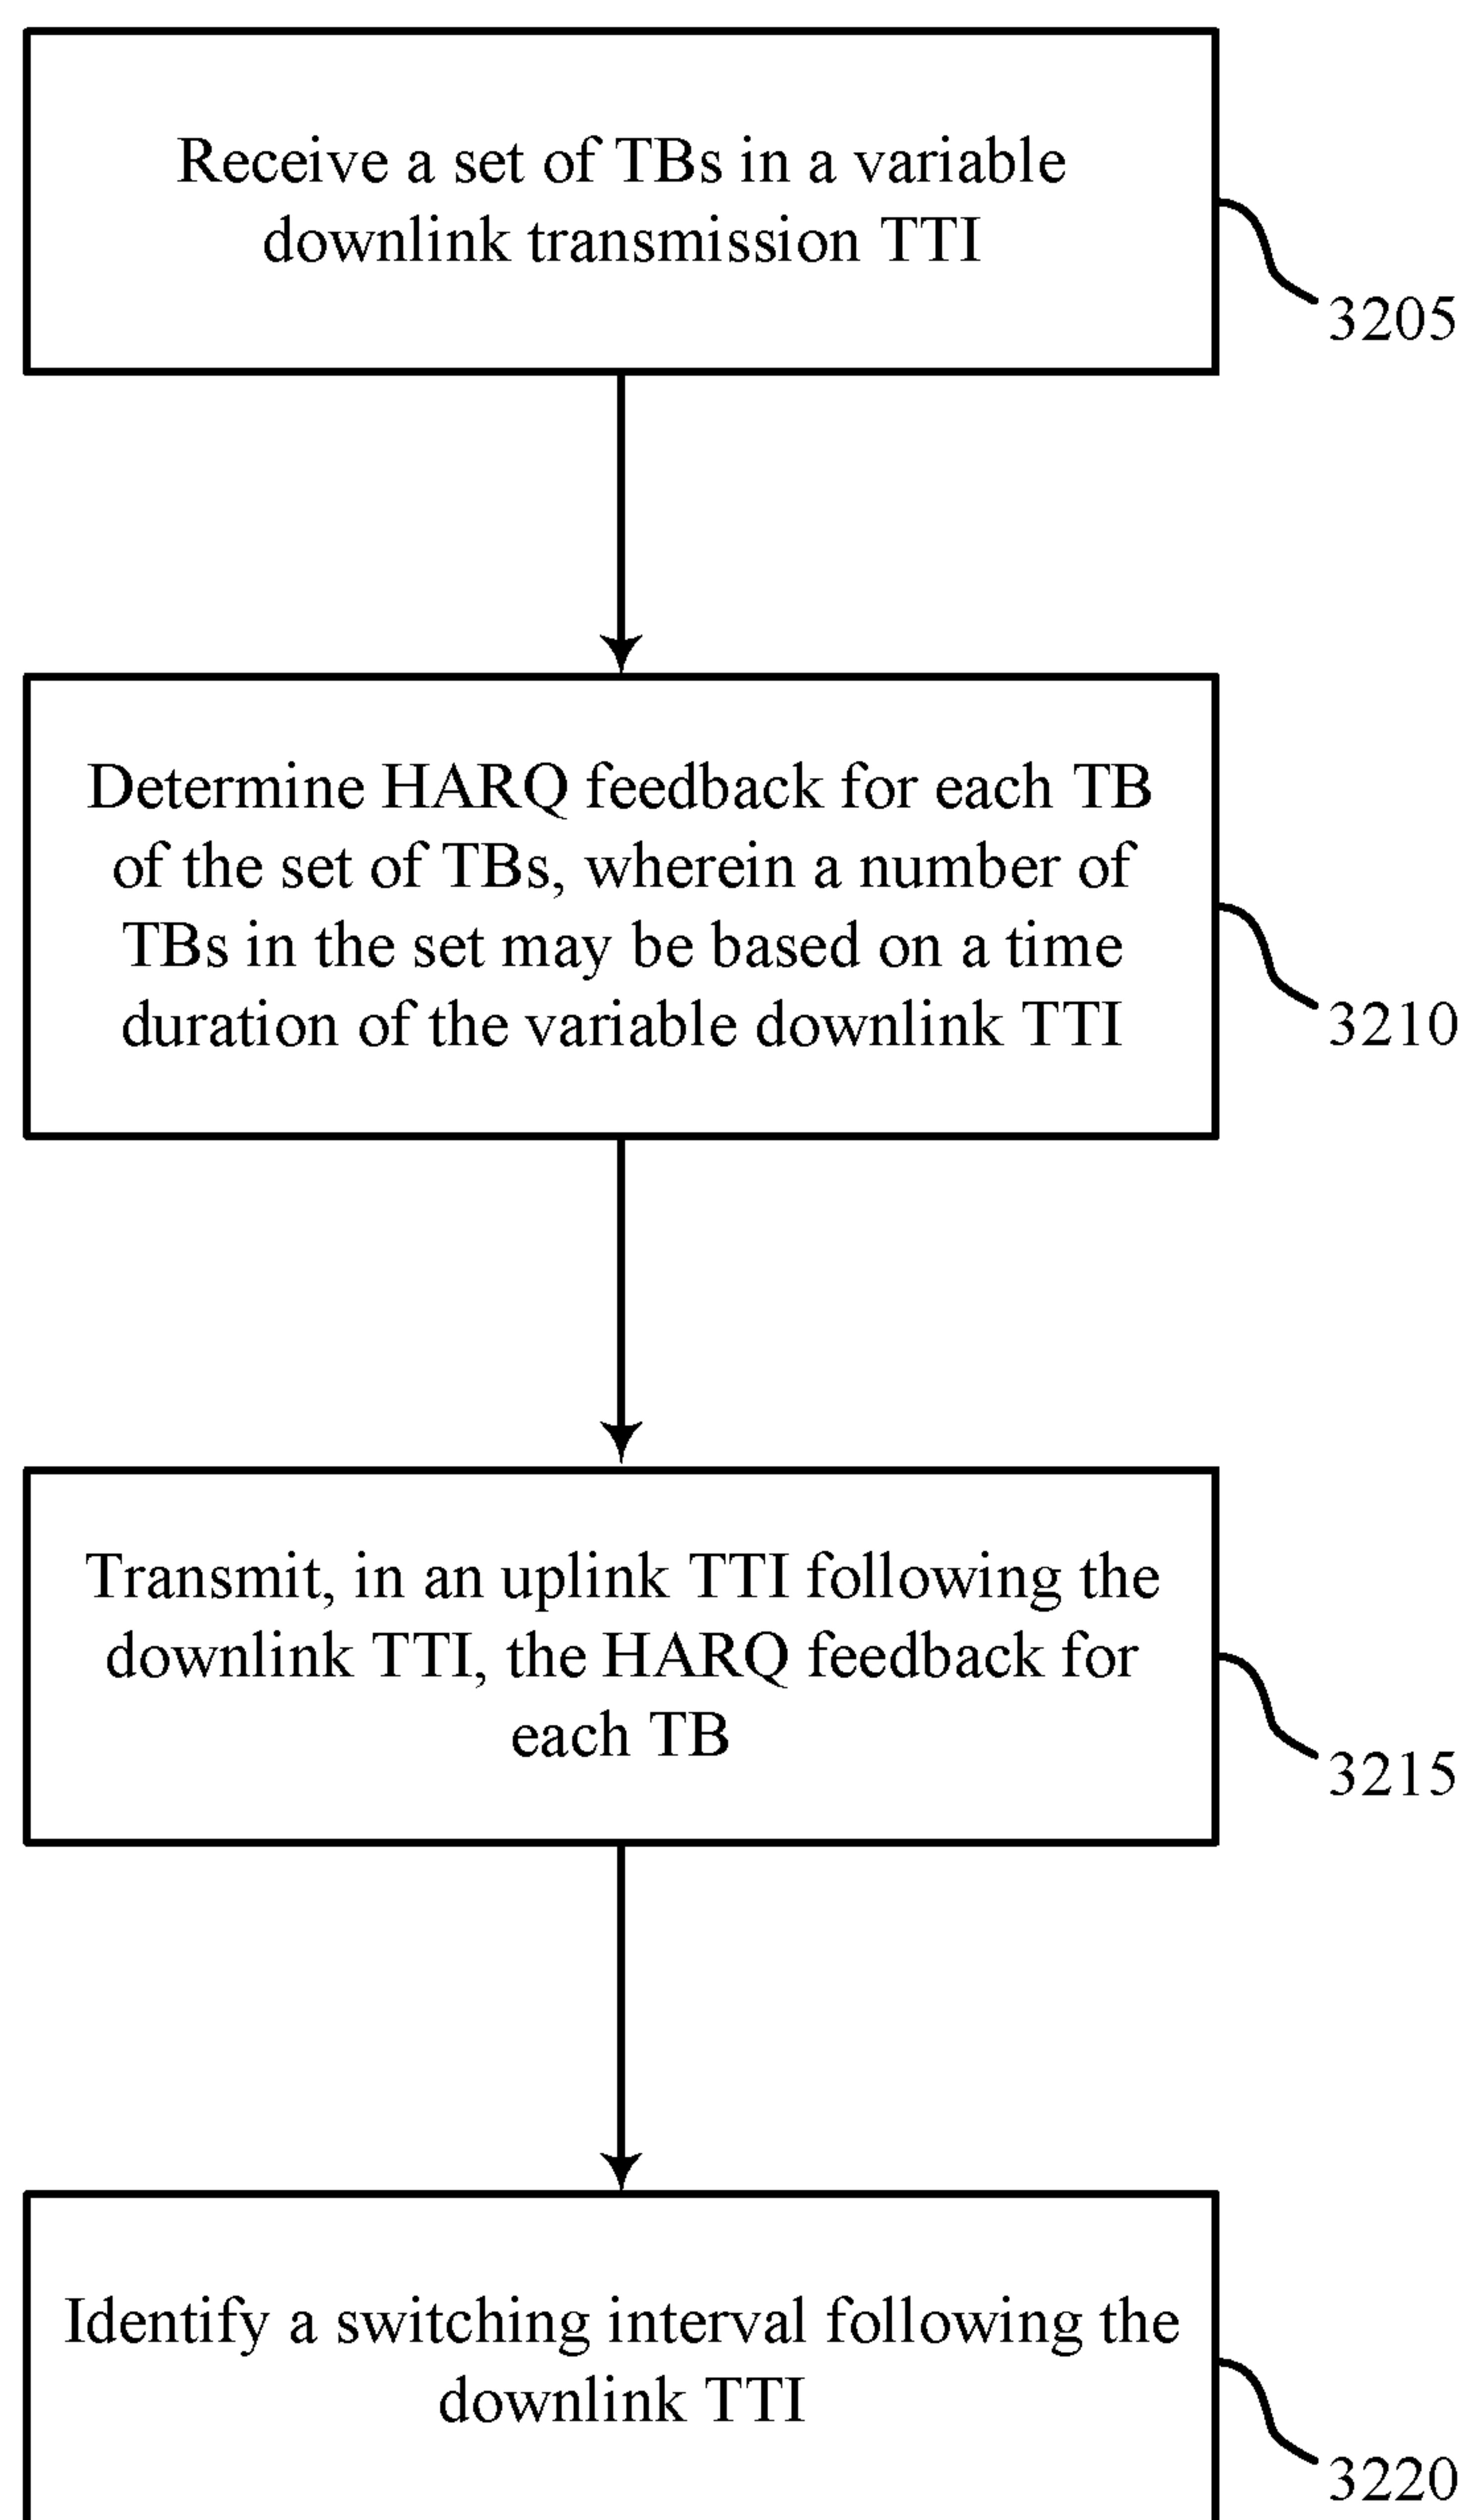 Receive a set of TBs in a variable
downlink transmission TTI
3205
Determine HARQ feedback for each TB
of the set of TBs, wherein a number of
TBs in the set may be based on a time
duration of the variable downlink TTI
3210
Transmit, in an uplink TTI following the
downlink TTI, the HARQ feedback for
each TB
3215
Identify a switching interval following the
downlink TTI
3220